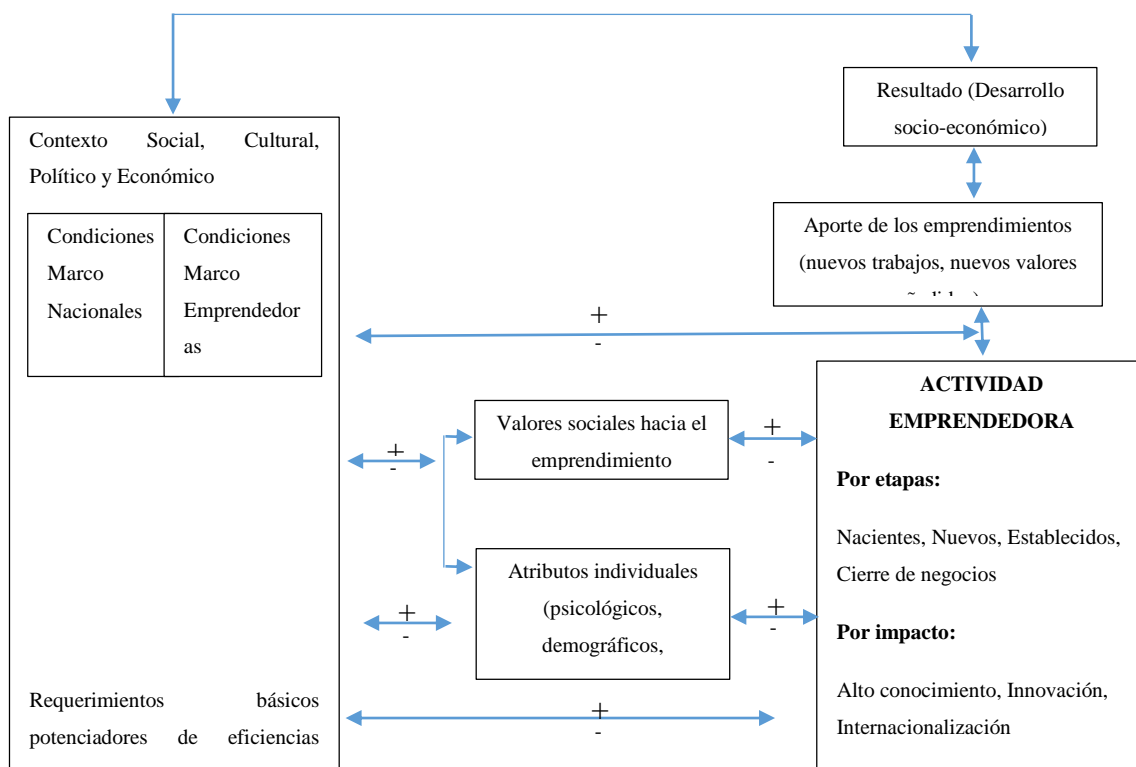 Resultado (Desarrollo
socio-económico)
Contexto Social, Cultural,
Político y Económico
Condiciones
Marco
Nacionales
Condiciones
Marco
Emprendedor
as
Aporte de los emprendimientos
(nuevos trabajos, nuevos valores
+
-
Valores sociales hacia el
emprendimiento
+
-
+
-
Atributos individuales
(psicológicos,
demográficos,
+
-
+
-
ACTIVIDAD
EMPRENDEDORA
Por etapas:
Nacientes, Nuevos, Establecidos,
Cierre de negocios
Por impacto:
Alto conocimiento, Innovación,
Internacionalización
Requerimientos básicos
potenciadores de eficiencias
+
-